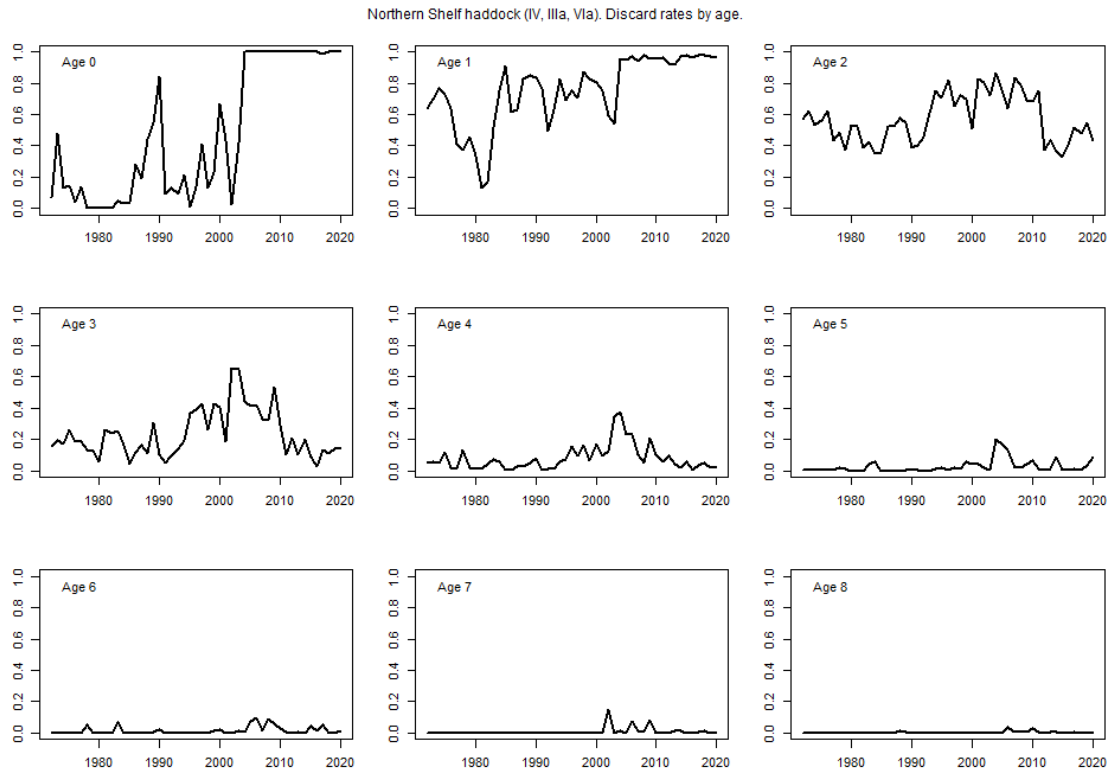 Northern Shelf haddock (IV, IIIa, VIa). Discard rates by age.
Age 0
0.0 0.2 0.4 0.6 0.8 1.0
1980 1990 2000 2010 2020
Age 1
0.0 0.2 0.4 0.6 0.8 1.0
1980 1990 2000 2010 2020
Age 2
0.0 0.2 0.4 0.6 0.8 1.0
1980 1990 2000 2010 2020
Age 3
0.0 0.2 0.4 0.6 0.8 1.0
1980 1990 2000 2010 2020
Age 4
0.0 0.2 0.4 0.6 0.8 1.0
1980 1990 2000 2010 2020
Age 5
0.0 0.2 0.4 0.6 0.8 1.0
1980 1990 2000 2010 2020
Age 6
0.0 0.2 0.4 0.6 0.8 1.0
1980 1990 2000 2010 2020
Age 7
0.0 0.2 0.4 0.6 0.8 1.0
1980 1990 2000 2010 2020
Age 8
0.0 0.2 0.4 0.6 0.8 1.0
1980 1990 2000 2010 2020